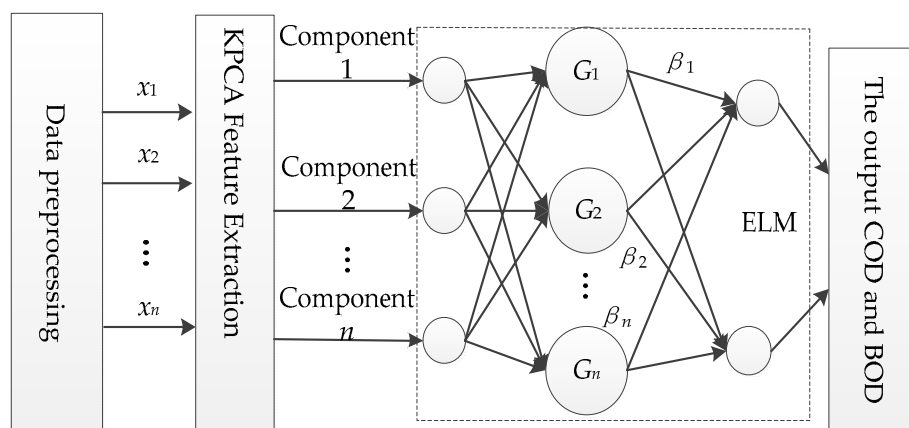 Data preprocessing
x1
x2
...
xn
KPCA Feature Extraction
Component
1
Component
2
...
Component
n
G1
G2
...
Gn
β1
β2
βn
ELM
The output COD and BOD